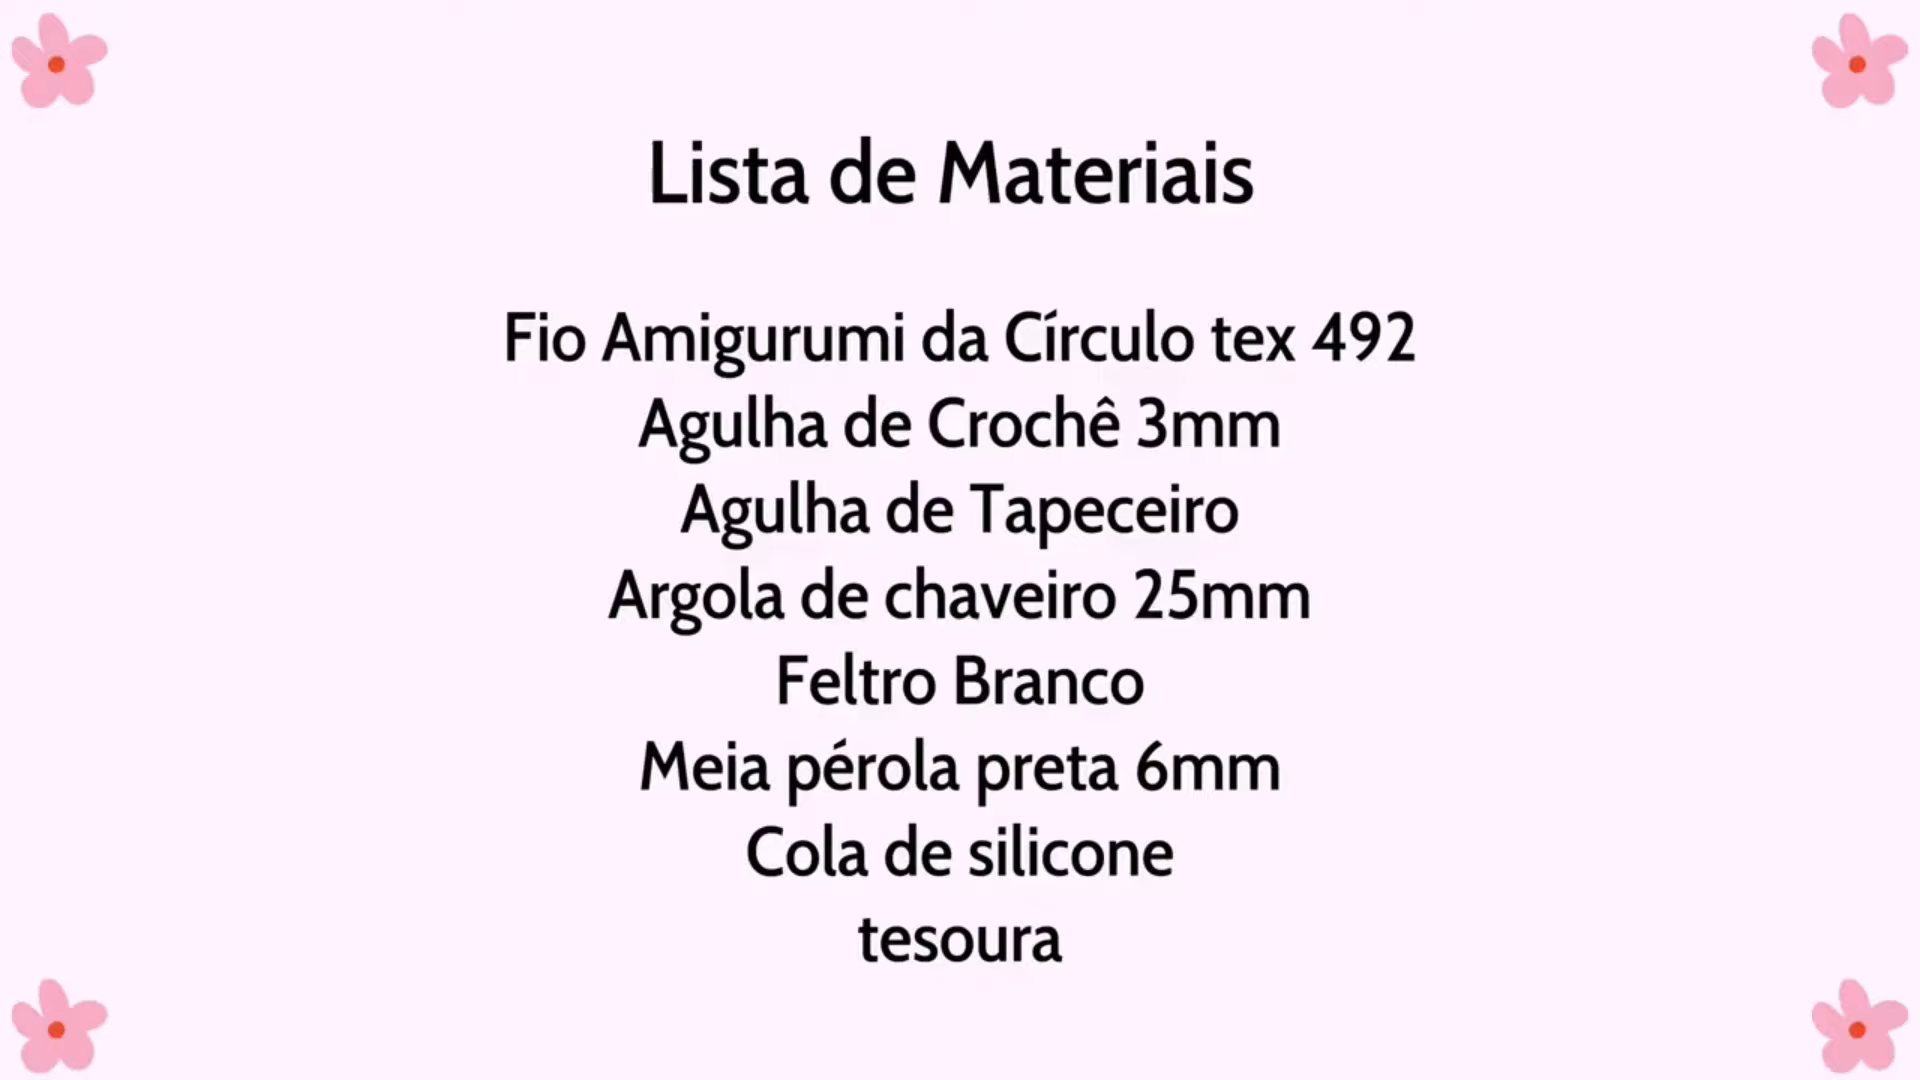 Lista de Materiais
Fio Amigurumi da Círculo tex 492
Agulha de Crochê 3mm
Agulha de Tapeceiro
Argola de chaveiro 25mm
Feltro Branco
Meia pérola preta 6mm
Cola de silicone
tesoura